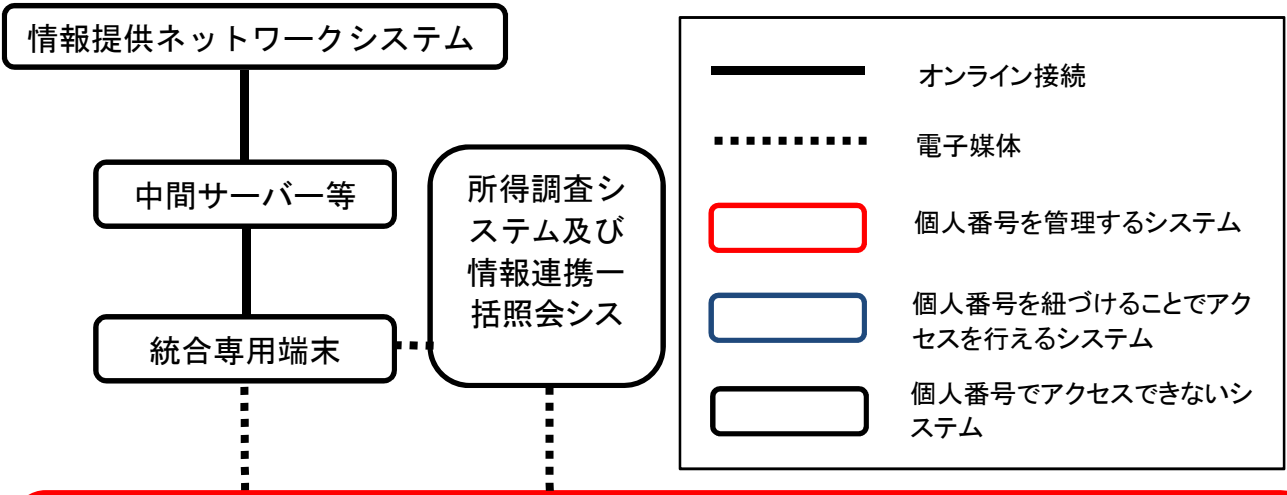 情報提供ネットワークシステム
中間サーバー等
統合専用端末
所得調査シ
ステム及び
情報連携一
括照会シス
オンライン接続
電子媒体
個人番号を管理するシステム
個人番号を紐づけることでアク
セスを行えるシステム
個人番号でアクセスできないシ
ステム